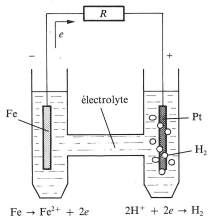 R
e
−
+
électrolyte
Fe
Pt
H₂
Fe → Fe²⁺ + 2e
2H⁺ + 2e → H₂